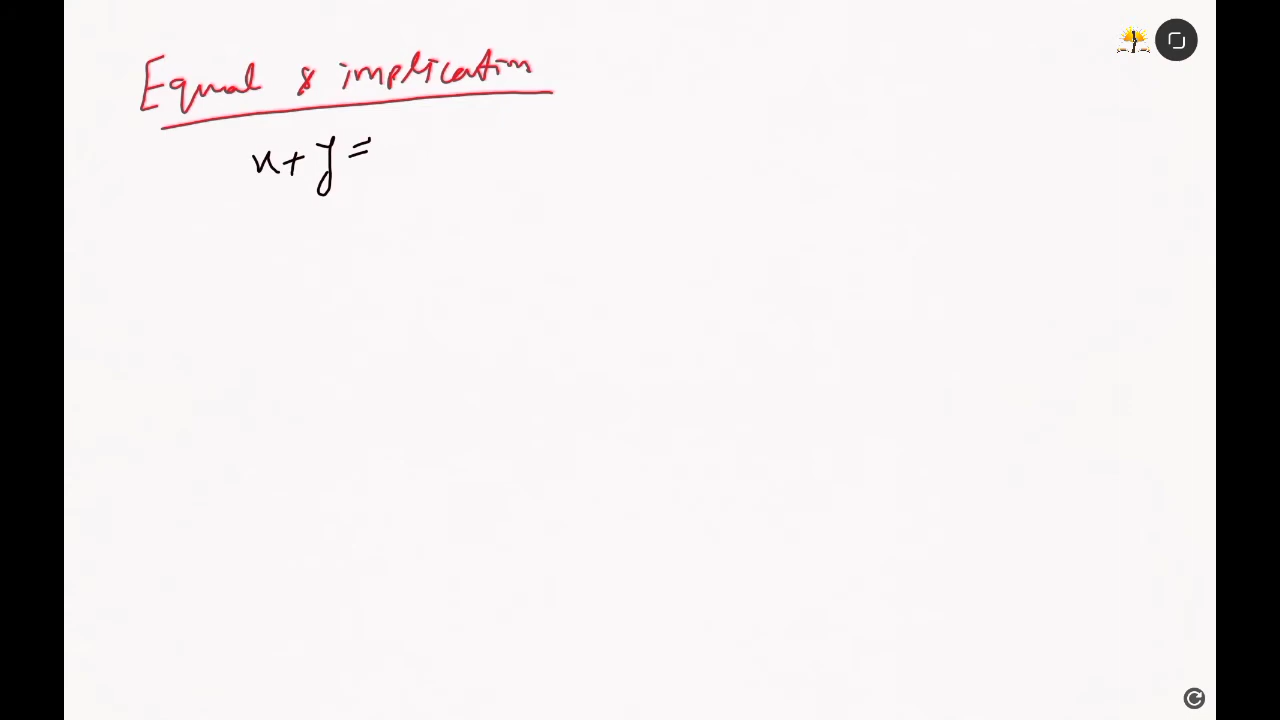 Equal & implication
x + y =